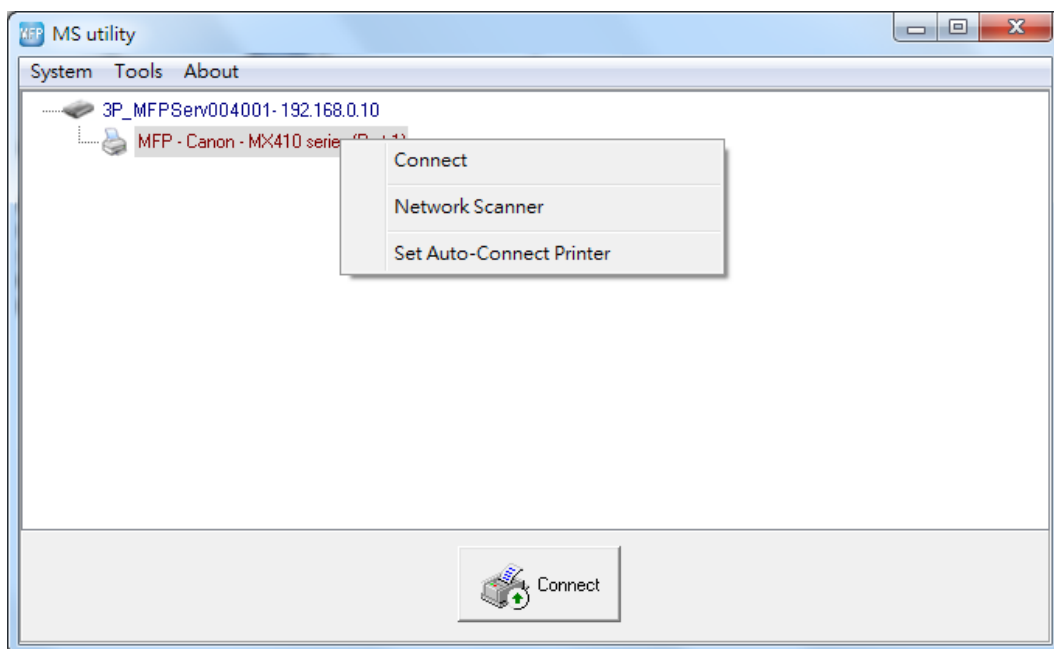 MFP MS utility
System Tools About
3P_MFPServ004001- 192.168.0.10
MFP - Canon - MX410 series
Connect
Network Scanner
Set Auto-Connect Printer
Connect